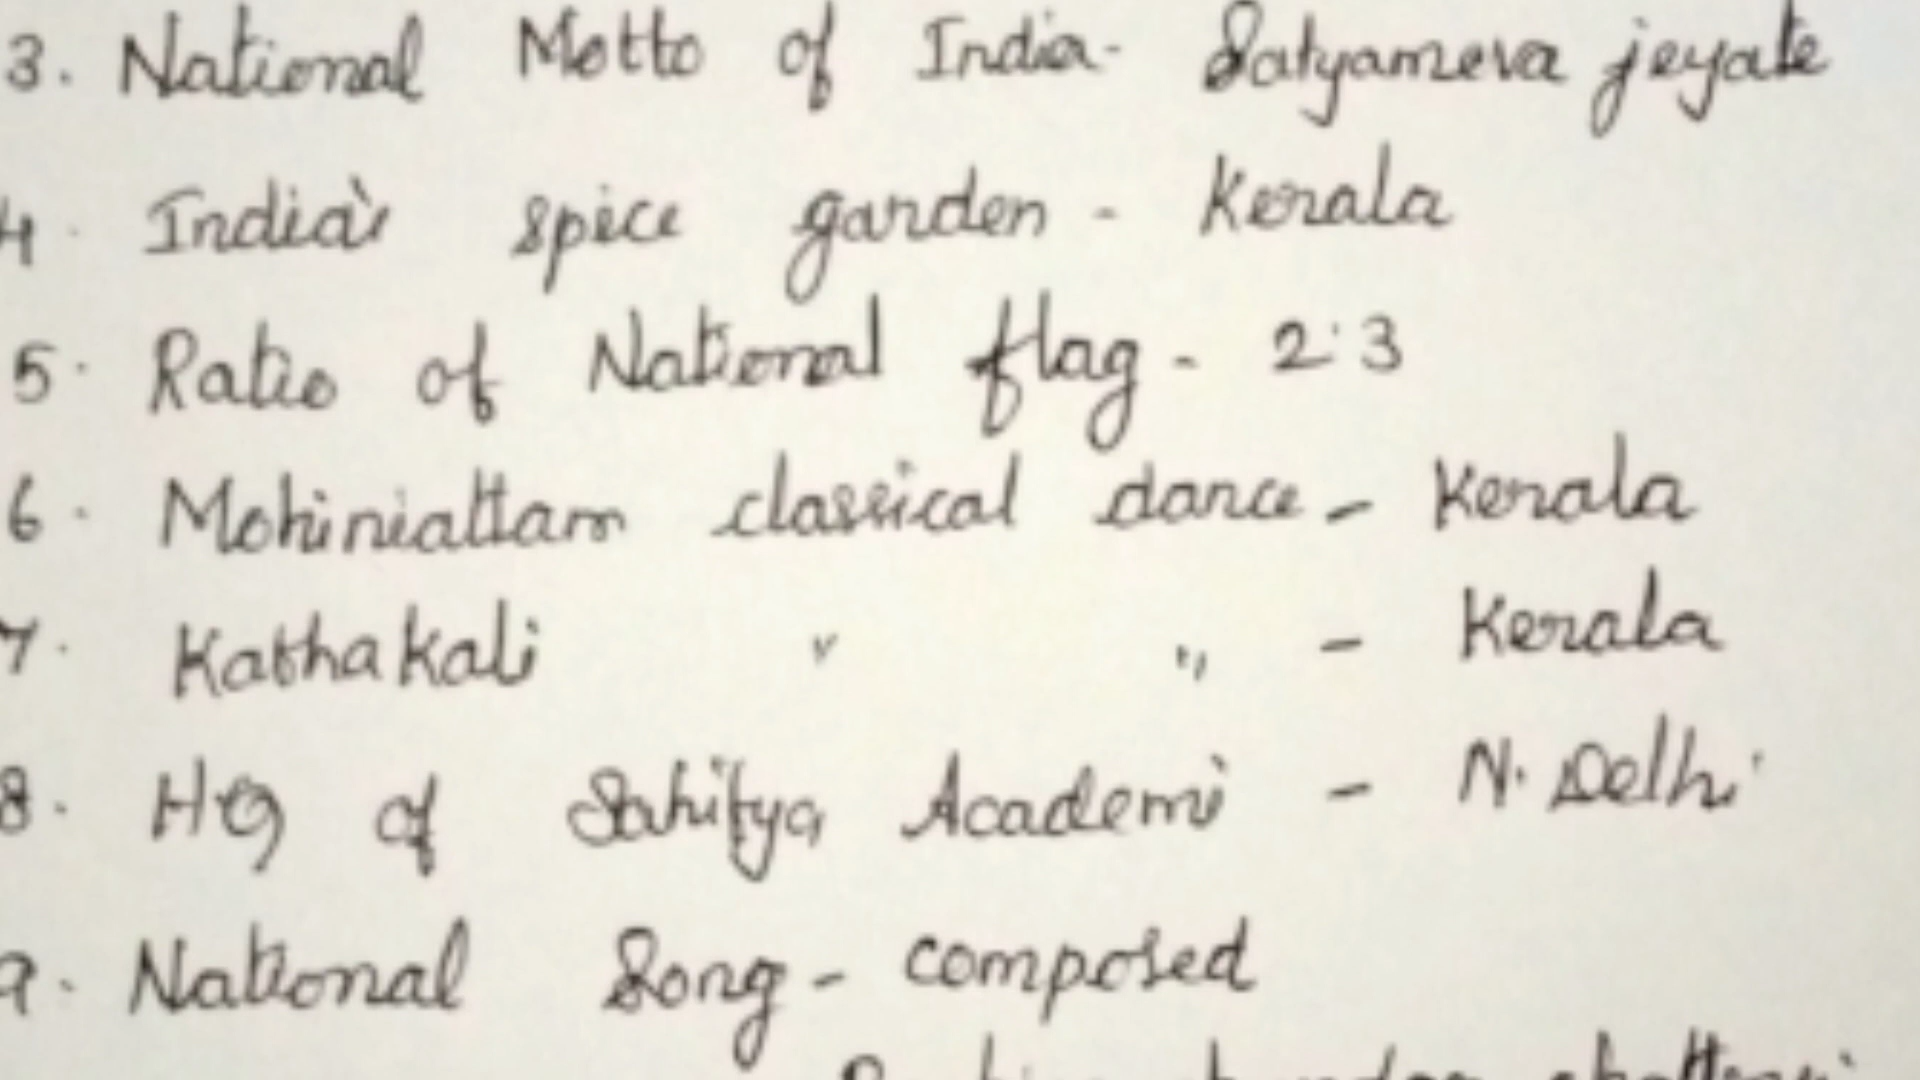 3. National Motto of India - Satyameva jeyate
4. India's spice garden - Kerala
5. Ratio of National flag - 2:3
6. Mohiniattam classical dance - Kerala
7. Kathakali " " - Kerala
8. HQ of Sahitya Academi - N. Delhi
9. National Song - composed